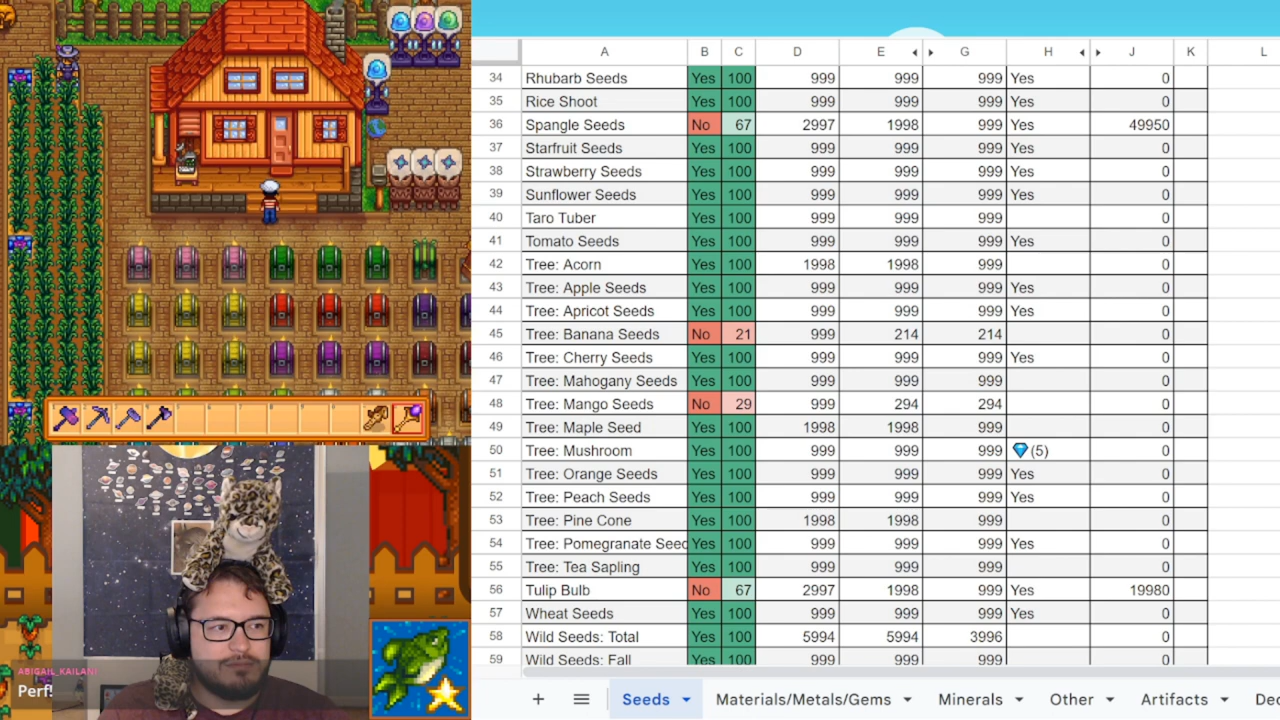 A B C D E G H J K L
34 Rhubarb Seeds Yes 100 999 999 999 Yes 0
35 Rice Shoot Yes 100 999 999 999 Yes 0
36 Spangle Seeds No 67 2997 1998 999 Yes 49950
37 Starfruit Seeds Yes 100 999 999 999 Yes 0
38 Strawberry Seeds Yes 100 999 999 999 Yes 0
39 Sunflower Seeds Yes 100 999 999 999 Yes 0
40 Taro Tuber Yes 100 999 999 999 0
41 Tomato Seeds Yes 100 999 999 999 Yes 0
42 Tree: Acorn Yes 100 1998 1998 999 0
43 Tree: Apple Seeds Yes 100 999 999 999 Yes 0
44 Tree: Apricot Seeds Yes 100 999 999 999 Yes 0
45 Tree: Banana Seeds No 21 999 214 214 0
46 Tree: Cherry Seeds Yes 100 999 999 999 Yes 0
47 Tree: Mahogany Seeds Yes 100 999 999 999 0
48 Tree: Mango Seeds No 29 999 294 294 0
49 Tree: Maple Seed Yes 100 1998 1998 999 0
50 Tree: Mushroom Yes 100 999 999 999 (5) 0
51 Tree: Orange Seeds Yes 100 999 999 999 Yes 0
52 Tree: Peach Seeds Yes 100 999 999 999 Yes 0
53 Tree: Pine Cone Yes 100 1998 1998 999 0
54 Tree: Pomegranate Seed Yes 100 999 999 999 Yes 0
55 Tree: Tea Sapling Yes 100 999 999 999 0
56 Tulip Bulb No 67 2997 1998 999 Yes 19980
57 Wheat Seeds Yes 100 999 999 999 Yes 0
58 Wild Seeds: Total Yes 100 5994 5994 3996 0
59 Wild Seeds: Fall Yes 100 999 999 999 0
+ Seeds Materials/Metals/Gems Minerals Other Artifacts De
ABIGAIL_KAILANI
Perf!